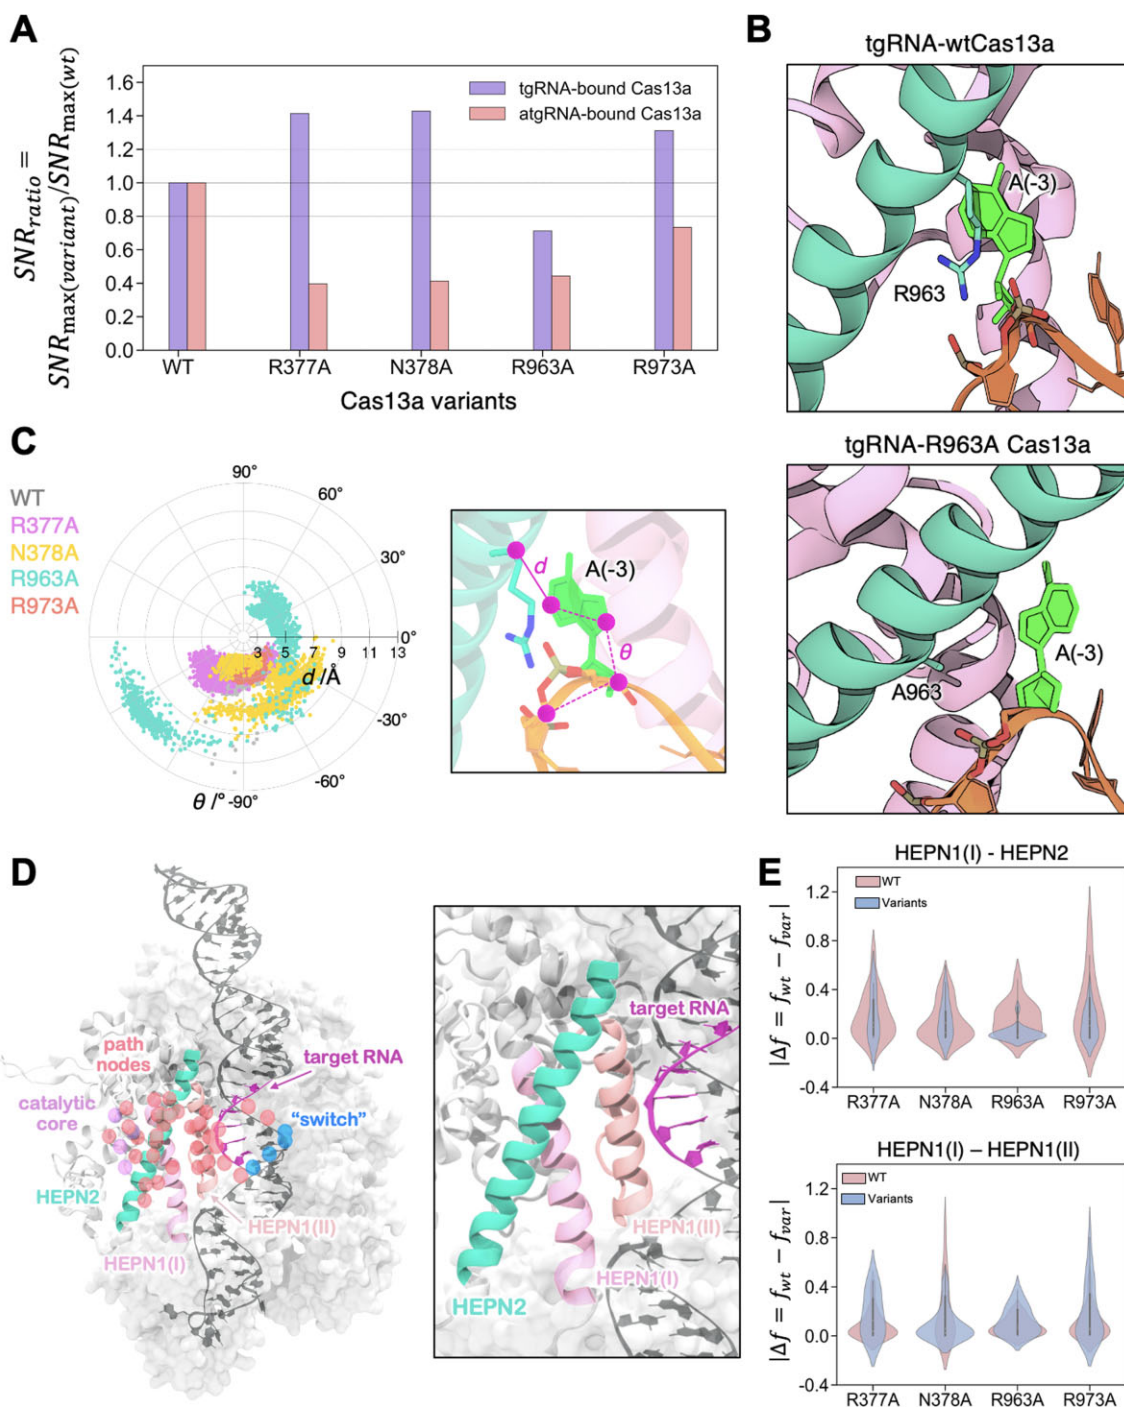 A
SNR_ratio =
SNR_max(variant)/SNR_max(wt)
1.6
1.4
1.2
1.0
0.8
0.6
0.4
0.2
0.0
tgRNA-bound Cas13a
atgRNA-bound Cas13a
WT
R377A
N378A
R963A
R973A
Cas13a variants
B
tgRNA-wtCas13a
A(-3)
R963
tgRNA-R963A Cas13a
A(-3)
A963
C
WT
R377A
N378A
R963A
R973A
90°
60°
30°
0°
3 5 7 9 11 13
d /Å
-30°
-60°
θ /° -90°
d
A(-3)
θ
D
path
nodes
target RNA
catalytic
core
"switch"
HEPN2
HEPN1(II)
HEPN1(I)
target RNA
HEPN1(II)
HEPN1(I)
HEPN2
E
HEPN1(I) - HEPN2
|Δf = f_wt − f_var|
1.2
0.8
0.4
0.0
-0.4
WT
Variants
R377A N378A R963A R973A
HEPN1(I) – HEPN1(II)
|Δf = f_wt − f_var|
1.2
0.8
0.4
0.0
-0.4
WT
Variants
R377A N378A R963A R973A